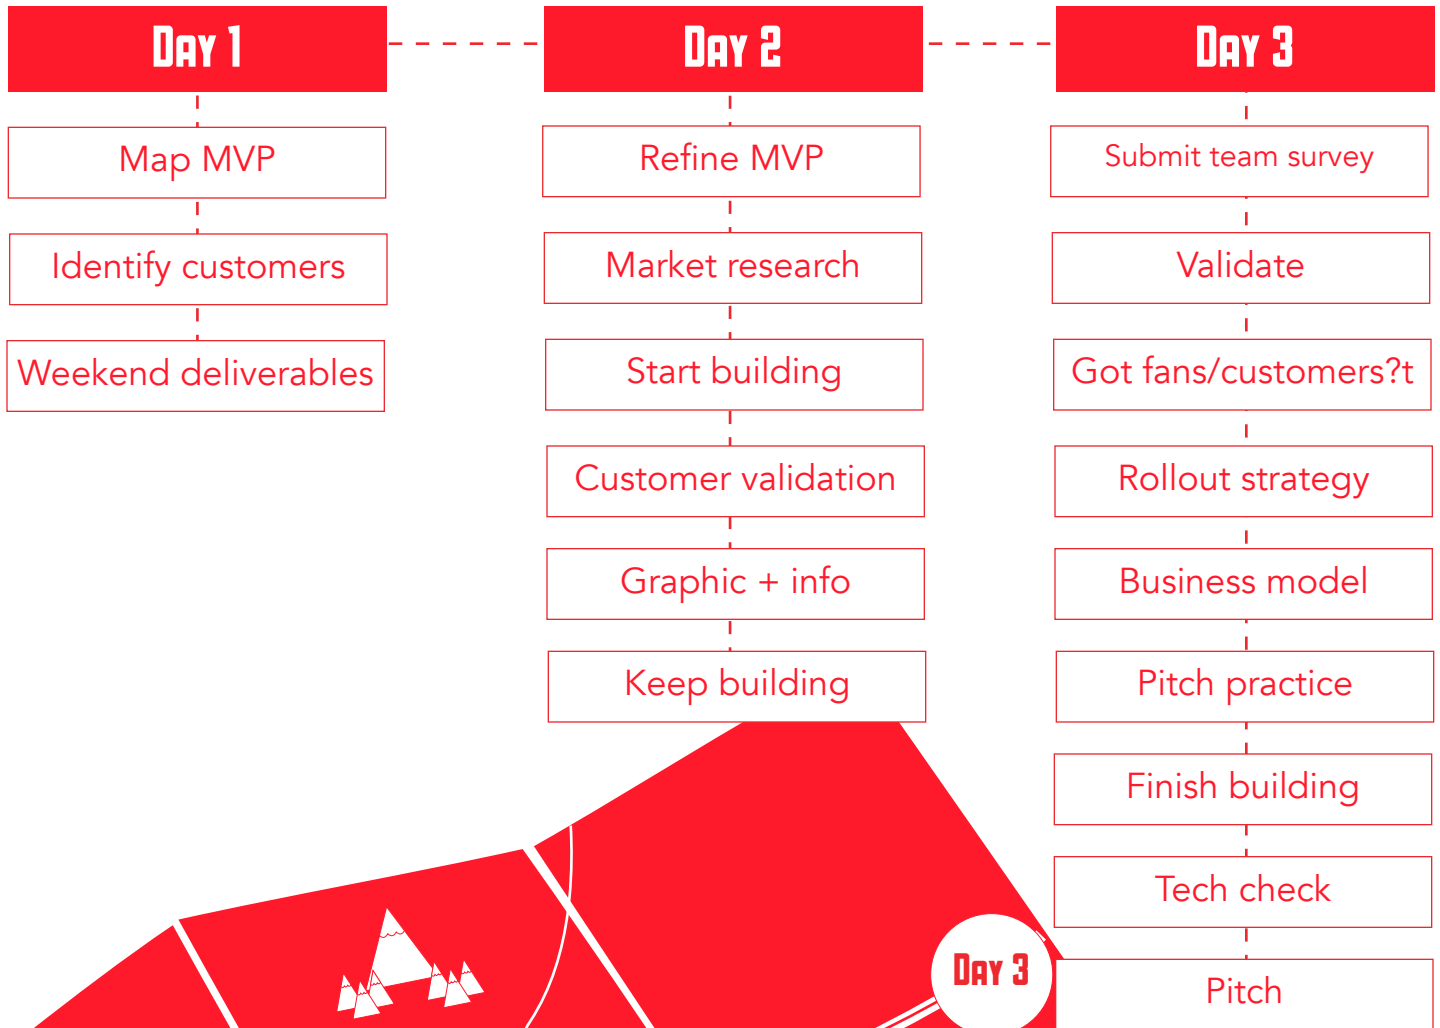 Day 1
Map MVP
Identify customers
Weekend deliverables
Day 2
Refine MVP
Market research
Start building
Customer validation
Graphic + info
Keep building
Day 3
Submit team survey
Validate
Got fans/customers?t
Rollout strategy
Business model
Pitch practice
Finish building
Tech check
Pitch
Day 3